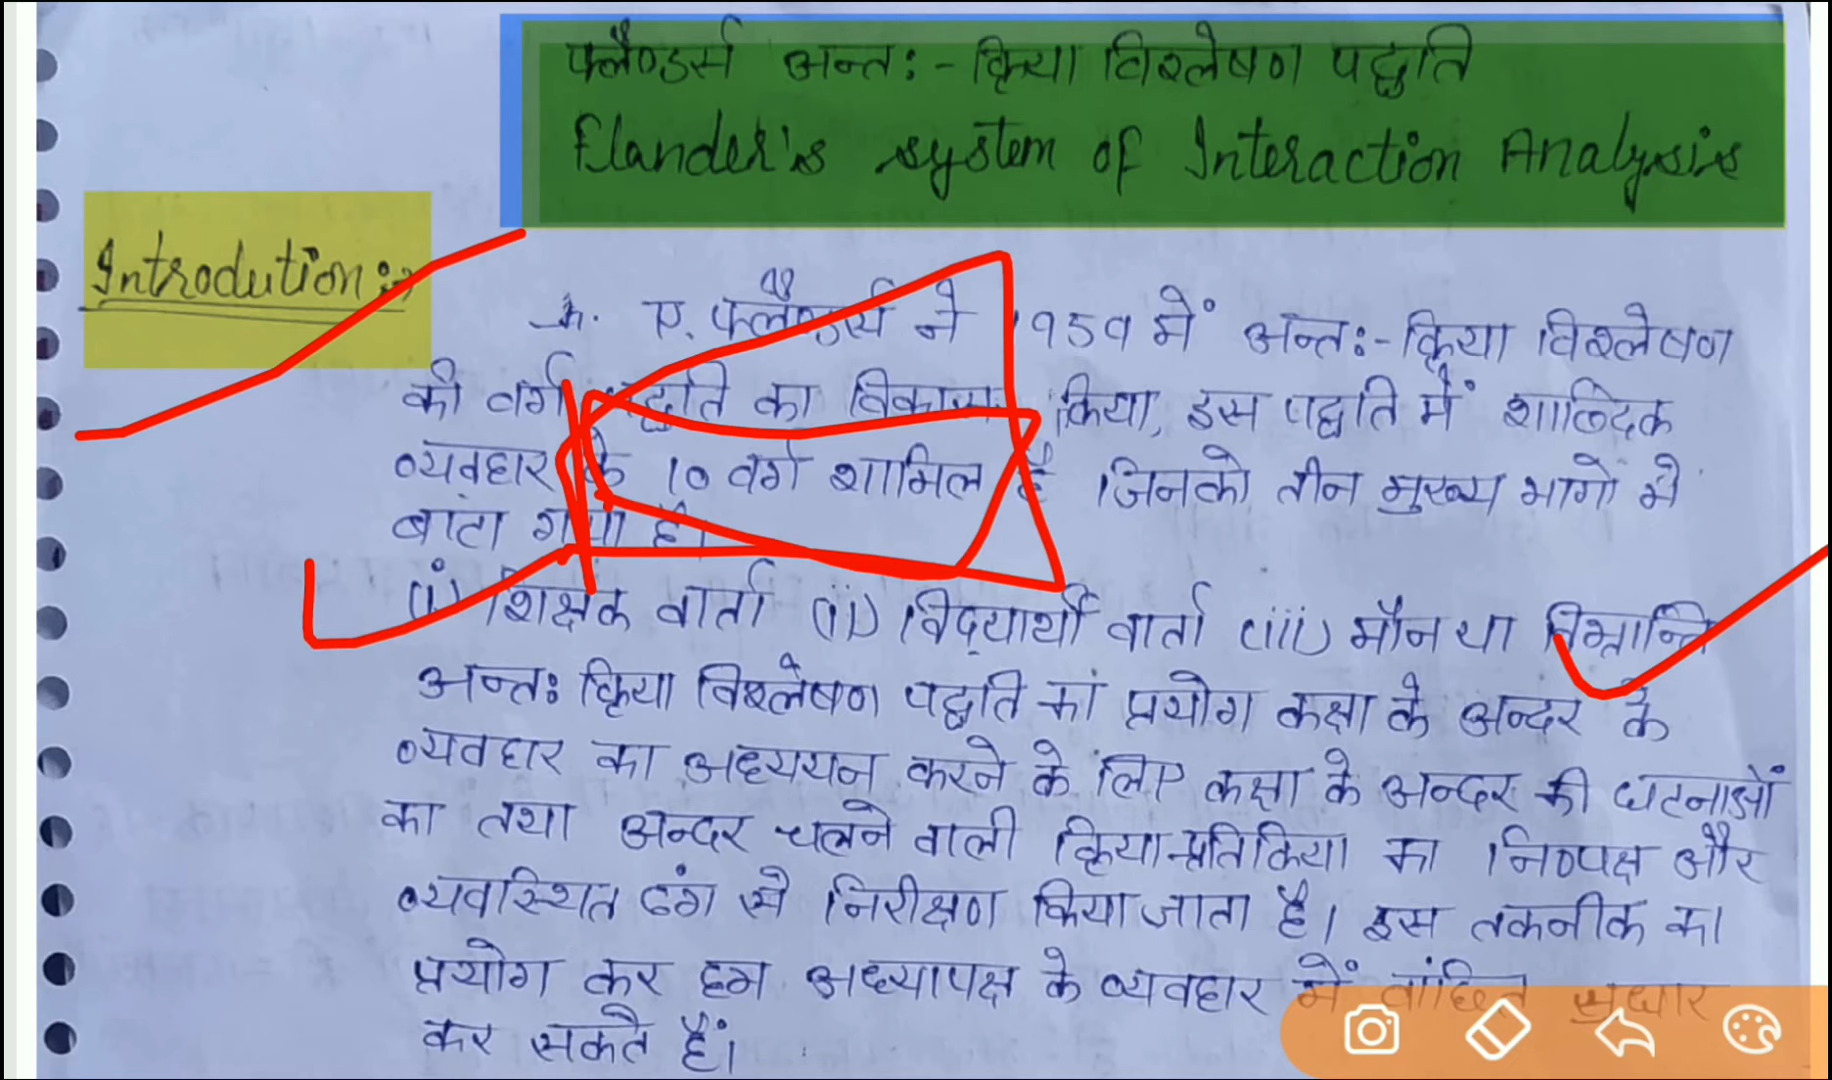 फ्लैण्डर्स अन्त: - क्रिया विश्लेषण पद्धति
Flander's system of Interaction Analysis
Introdution :-
ए. फ्लैण्डर्स ने 1959 में अन्त: - क्रिया विश्लेषण
की वर्ग पद्धति का विकास किया, इस पद्धति में शाब्दिक
व्यवहार के 10 वर्ग शामिल है जिनको तीन मुख्य भागों में
बांटा गया है।
(i) शिक्षक वार्ता (ii) विद्यार्थी वार्ता (iii) मौन या विभ्रान्ति
अन्त: क्रिया विश्लेषण पद्धति का प्रयोग कक्षा के अन्दर के
व्यवहार का अध्ययन करने के लिए कक्षा के अन्दर की घटनाओं
का तथा अन्दर चलने वाली क्रिया-प्रतिक्रिया का निष्पक्ष और
व्यवस्थित ढंग से निरीक्षण किया जाता है। इस तकनीक का
प्रयोग कर हम अध्यापक्ष के व्यवहार में वांछित सुधार
कर सकते हैं।